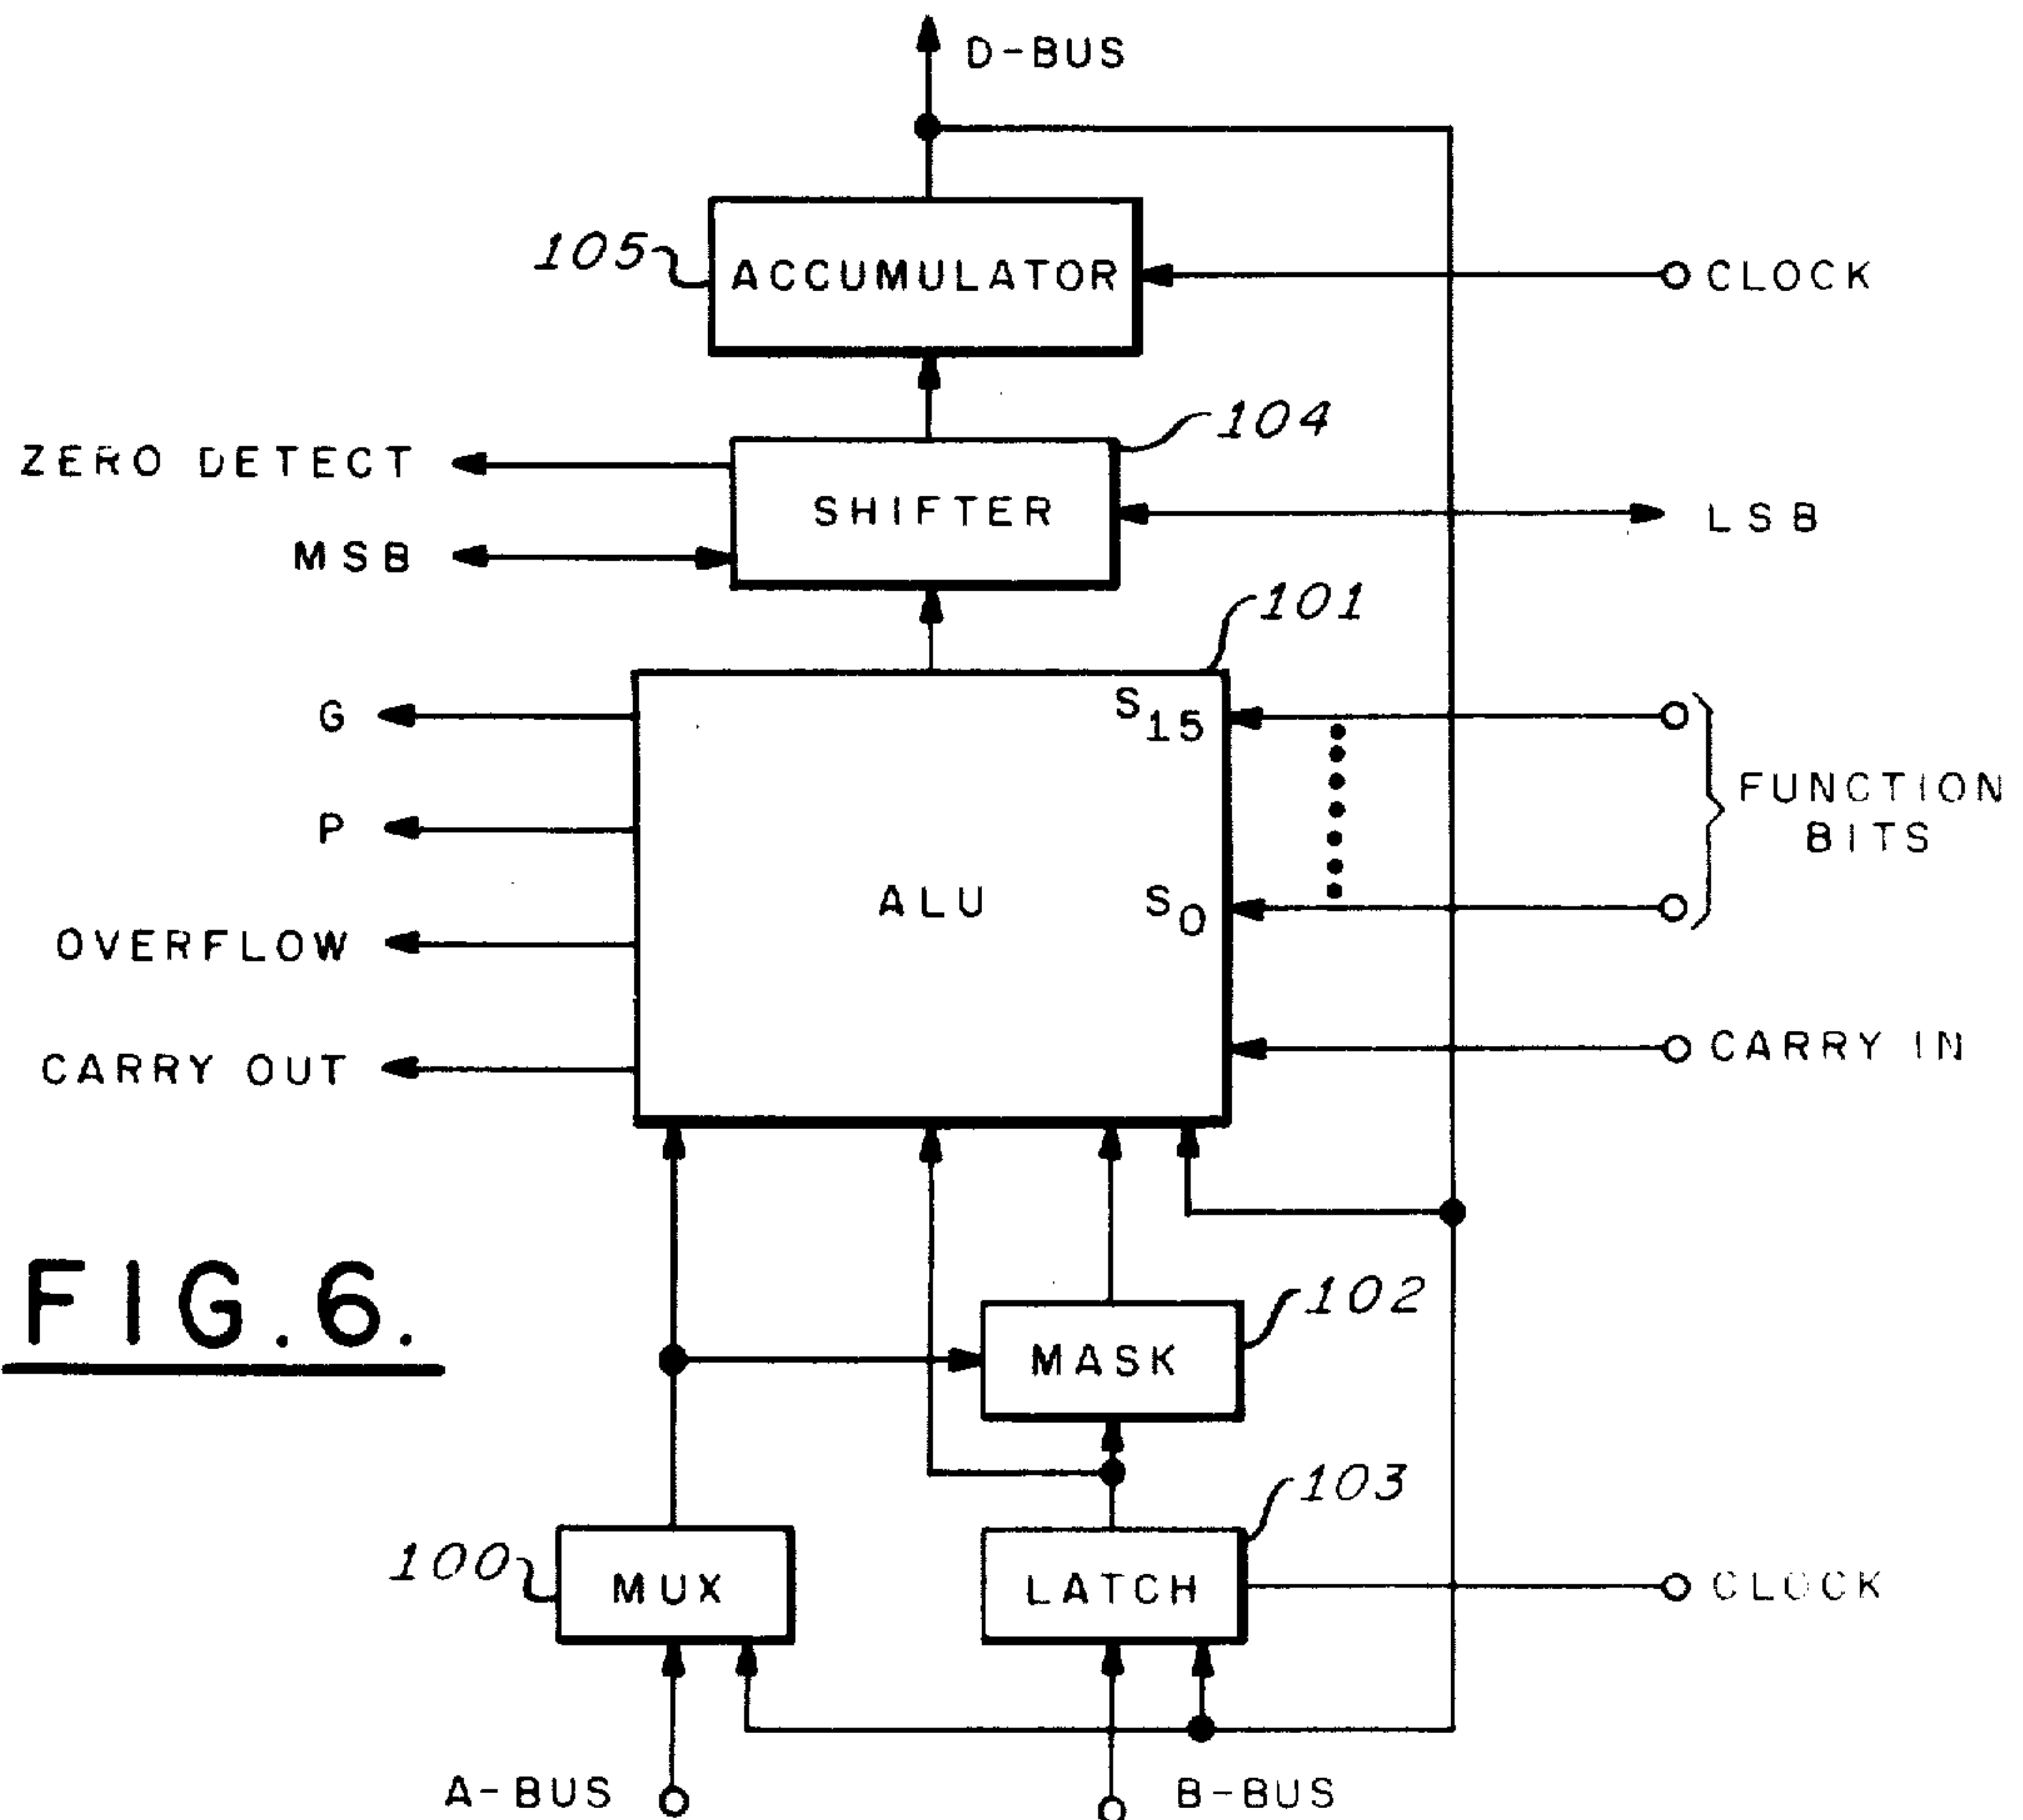 D-BUS
105
ACCUMULATOR
CLOCK
104
ZERO DETECT
SHIFTER
LSB
MSB
101
G
S15
FUNCTION
BITS
P
ALU
S0
OVERFLOW
CARRY OUT
CARRY IN
FIG.6.
102
MASK
103
100
MUX
LATCH
CLOCK
A-BUS
B-BUS